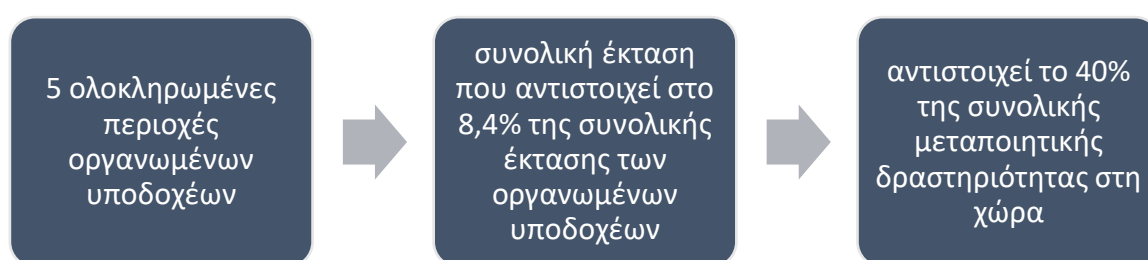 5 ολοκληρωμένες
περιοχές
οργανωμένων
υποδοχέων
συνολική έκταση
που αντιστοιχεί στο
8,4% της συνολικής
έκτασης των
οργανωμένων
υποδοχέων
αντιστοιχεί το 40%
της συνολικής
μεταποιητικής
δραστηριότητας στη
χώρα